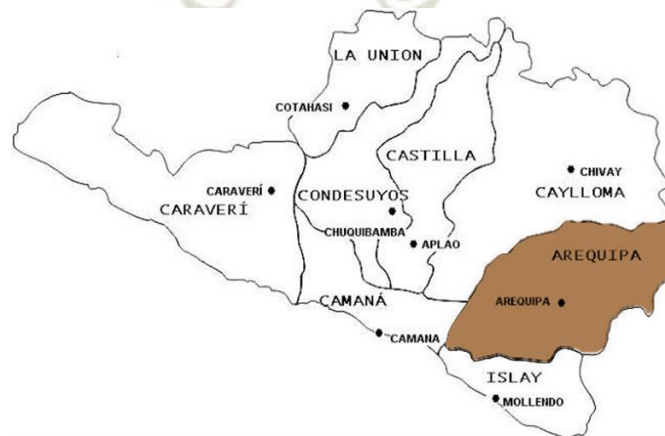 LA UNION
COTAHASI
CASTILLA
CHIVAY
CAYLLOMA
CARAVERÍ
CARAVERÍ
CONDESUYOS
CHUQUIBAMBA
APLAO
AREQUIPA
AREQUIPA
CAMANÁ
CAMANA
ISLAY
MOLLENDO